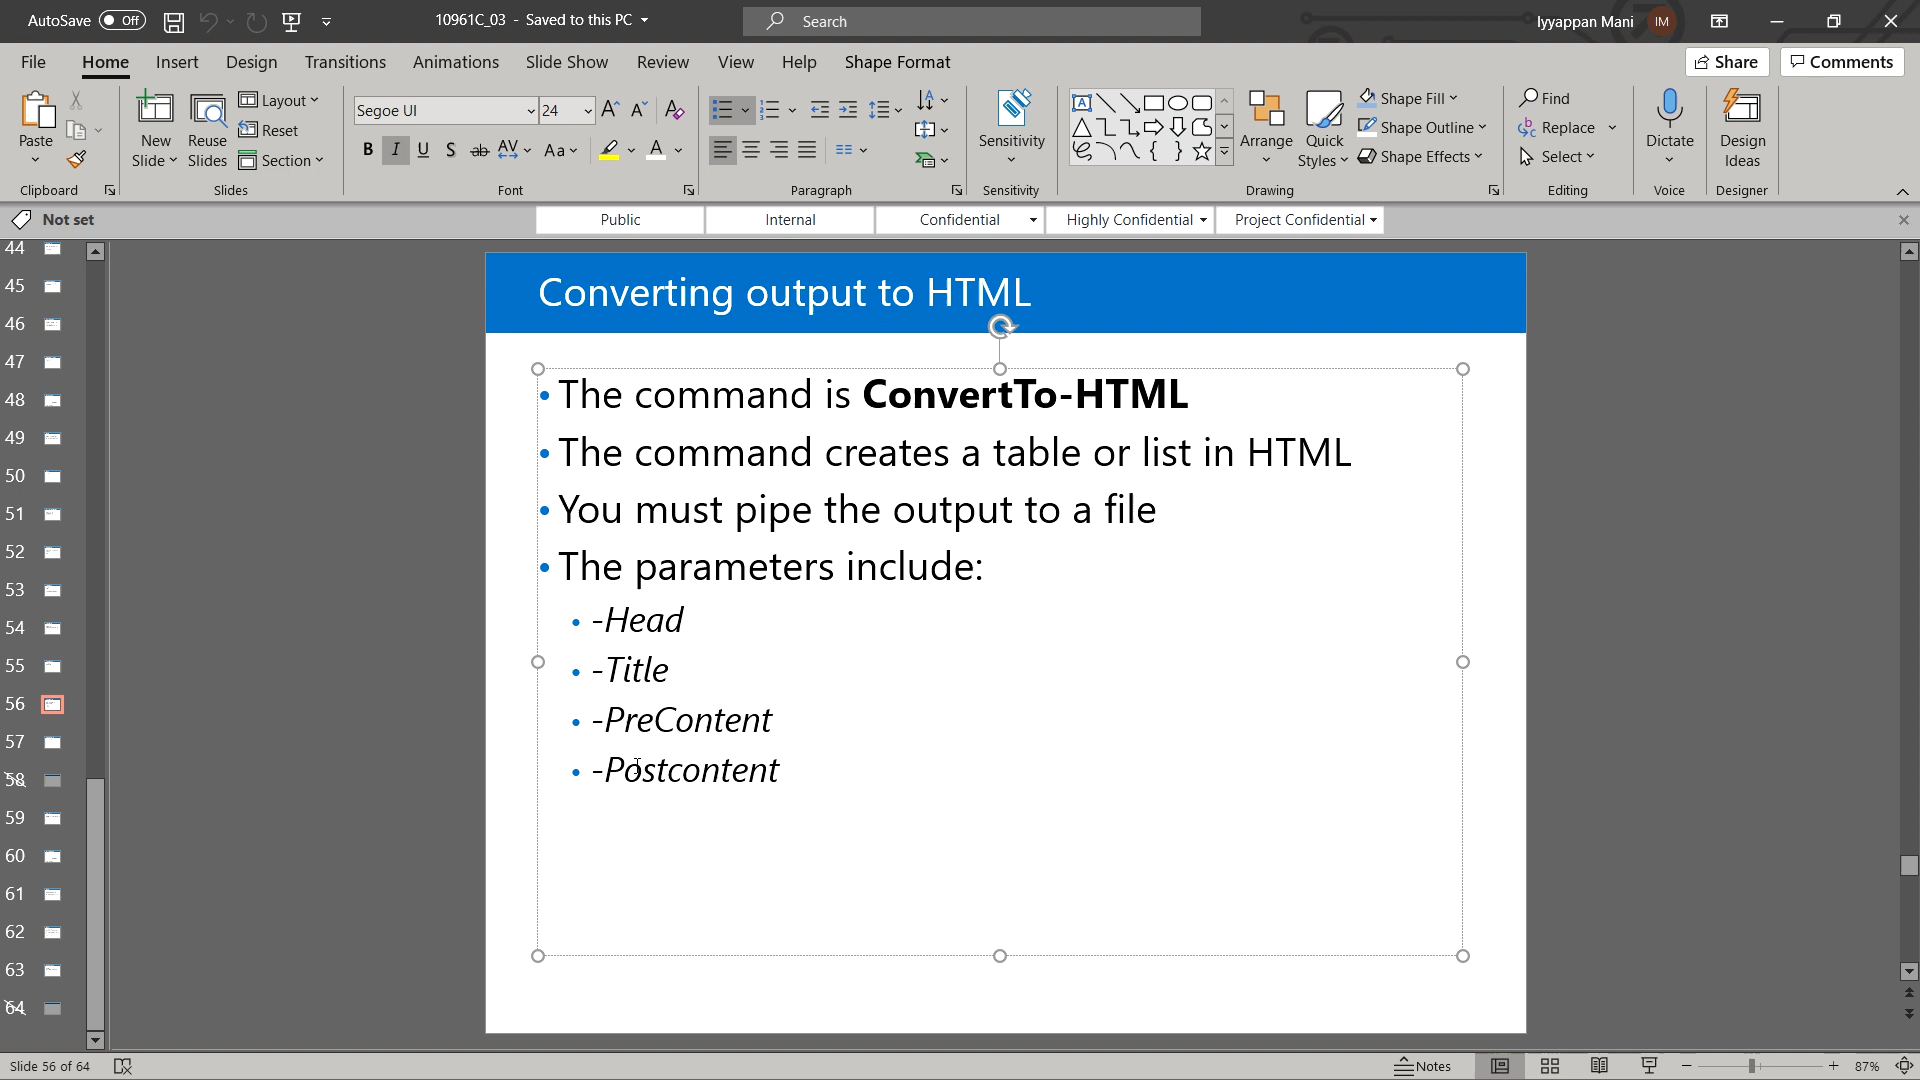 AutoSave Off 10961C_03 - Saved to this PC Search Iyyappan Mani IM
File Home Insert Design Transitions Animations Slide Show Review View Help Shape Format Share Comments
Paste New Slide Reuse Slides Layout Reset Section
Segoe UI 24
B I U S ab AV Aa A
Sensitivity
Arrange Quick Styles Shape Fill Shape Outline Shape Effects
Find Replace Select
Dictate Design Ideas
Clipboard Slides Font Paragraph Sensitivity Drawing Editing Voice Designer
Not set Public Internal Confidential Highly Confidential Project Confidential
44
45
46
47
48
49
50
51
52
53
54
55
56
57
58
59
60
61
62
63
64
Converting output to HTML
• The command is ConvertTo-HTML
• The command creates a table or list in HTML
• You must pipe the output to a file
• The parameters include:
• -Head
• -Title
• -PreContent
• -Postcontent
Slide 56 of 64 Notes 87%